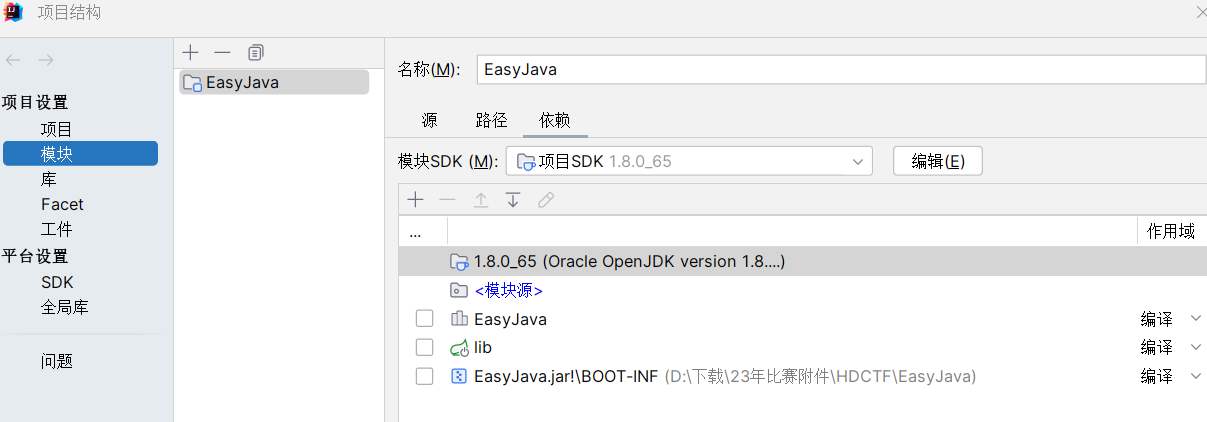 项目结构
项目设置
项目
模块
库
Facet
工件
平台设置
SDK
全局库
问题
EasyJava
名称(M): EasyJava
源 路径 依赖
模块SDK (M): 项目SDK 1.8.0_65 编辑(E)
... 作用域
1.8.0_65 (Oracle OpenJDK version 1.8....)
<模块源>
EasyJava 编译
lib 编译
EasyJava.jar!\BOOT-INF (D:\下载\23年比赛附件\HDCTF\EasyJava) 编译